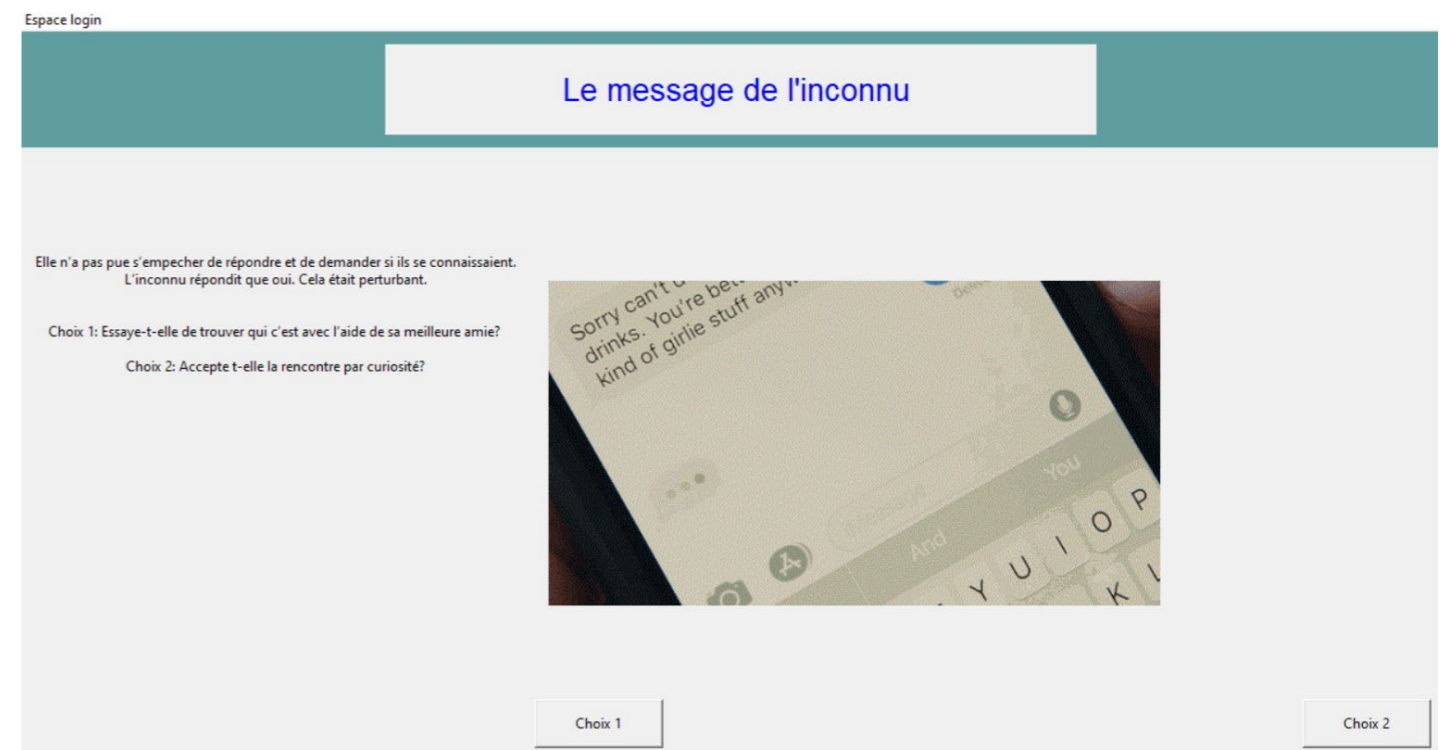 Espace login
Le message de l'inconnu
Elle n'a pas pue s'empecher de répondre et de demander si ils se connaissaient.
L'inconnu répondit que oui. Cela était perturbant.
Choix 1: Essaye-t-elle de trouver qui c'est avec l'aide de sa meilleure amie?
Choix 2: Accepte t-elle la rencontre par curiosité?
Sorry can't
drinks. You're
kind of girlie stuff
iMessage
And
You
Y U I O P
K L
Choix 1
Choix 2